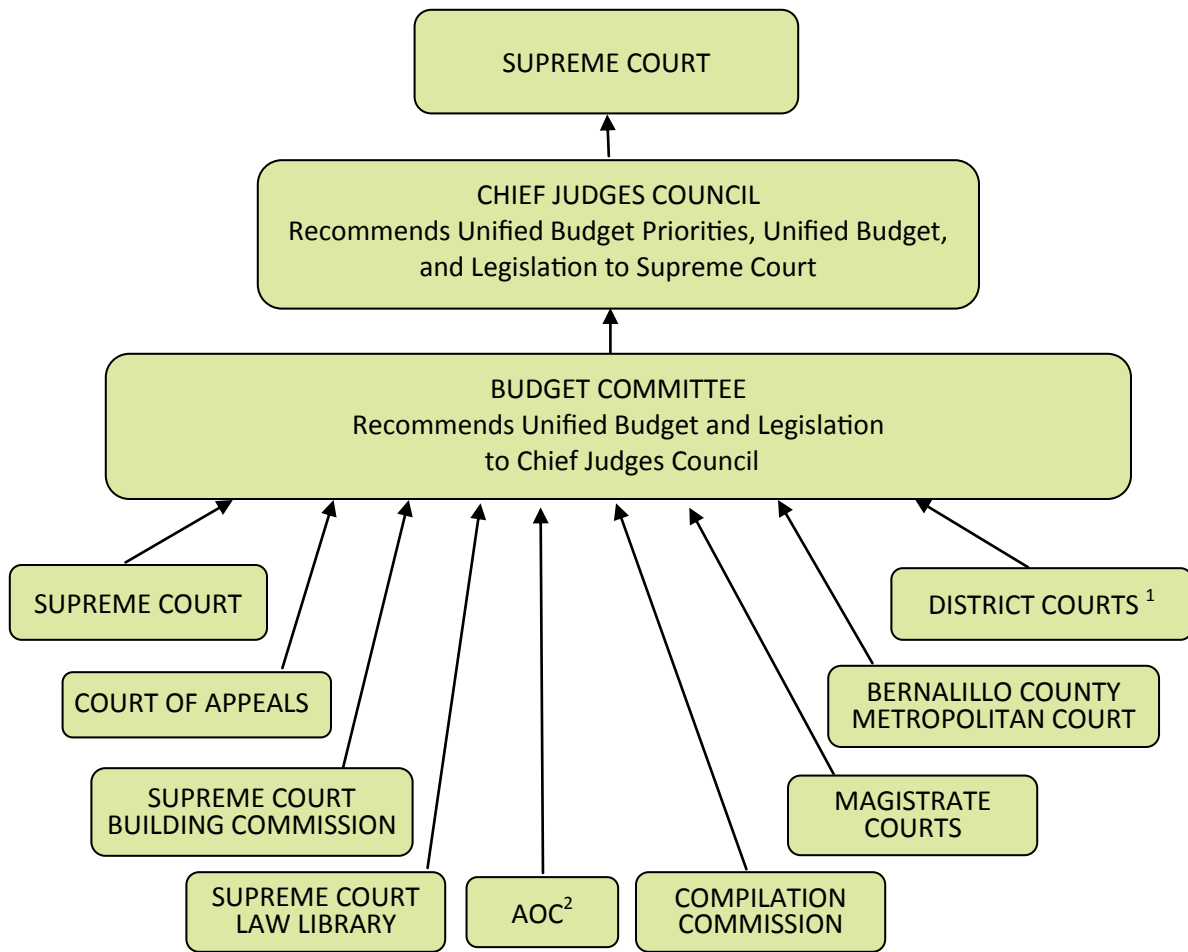 SUPREME COURT
CHIEF JUDGES COUNCIL
Recommends Unified Budget Priorities, Unified Budget,
and Legislation to Supreme Court
BUDGET COMMITTEE
Recommends Unified Budget and Legislation
to Chief Judges Council
SUPREME COURT
DISTRICT COURTS ¹
COURT OF APPEALS
BERNALILLO COUNTY
METROPOLITAN COURT
SUPREME COURT
BUILDING COMMISSION
MAGISTRATE
COURTS
SUPREME COURT
LAW LIBRARY
AOC²
COMPILATION
COMMISSION